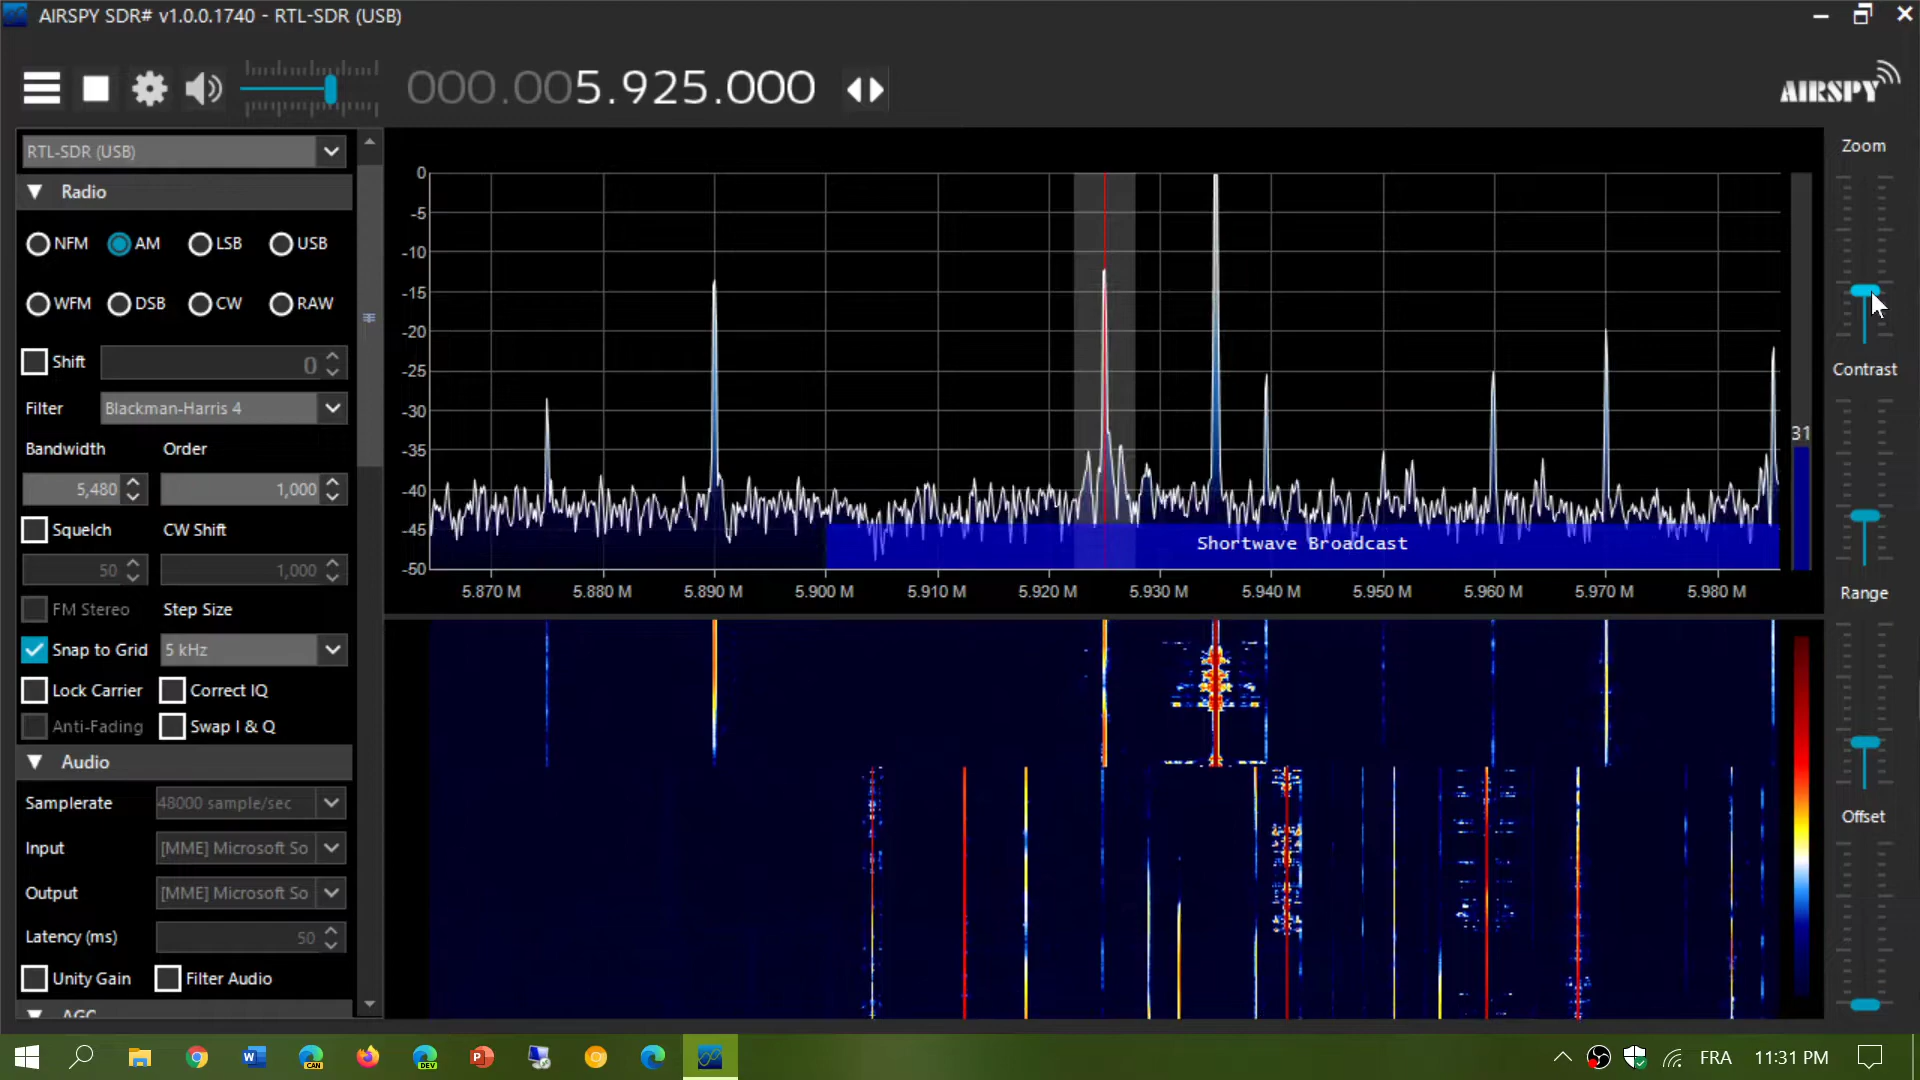 AIRSPY SDR# v1.0.0.1740 - RTL-SDR (USB)
000.005.925.000
AIRSPY
RTL-SDR (USB)
Radio
NFM AM LSB USB
WFM DSB CW RAW
Shift 0
Filter Blackman-Harris 4
Bandwidth Order
5,480 1,000
Squelch CW Shift
50 1,000
FM Stereo Step Size
Snap to Grid 5 kHz
Lock Carrier Correct IQ
Anti-Fading Swap I & Q
Audio
Samplerate 48000 sample/sec
Input [MME] Microsoft So
Output [MME] Microsoft So
Latency (ms) 50
Unity Gain Filter Audio
AGC
0
-5
-10
-15
-20
-25
-30
-35
-40
-45
-50
Shortwave Broadcast
5.870 M 5.880 M 5.890 M 5.900 M 5.910 M 5.920 M 5.930 M 5.940 M 5.950 M 5.960 M 5.970 M 5.980 M
31
Zoom
Contrast
Range
Offset
W CAN DEV P FRA 11:31 PM